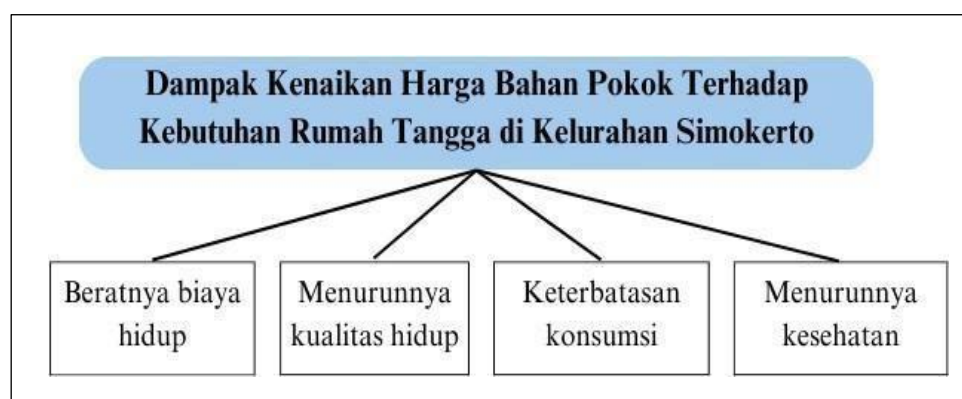 Dampak Kenaikan Harga Bahan Pokok Terhadap
Kebutuhan Rumah Tangga di Kelurahan Simokerto
Beratnya biaya
hidup
Menurunnya
kualitas hidup
Keterbatasan
konsumsi
Menurunnya
kesehatan